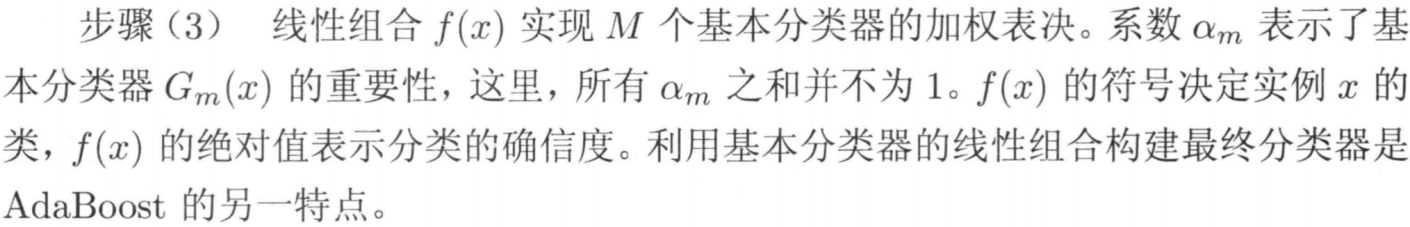 步骤（3） 线性组合 f(x) 实现 M 个基本分类器的加权表决。系数 αm 表示了基
本分类器 Gm(x) 的重要性，这里，所有 αm 之和并不为 1。f(x) 的符号决定实例 x 的
类，f(x) 的绝对值表示分类的确信度。利用基本分类器的线性组合构建最终分类器是
AdaBoost 的另一特点。